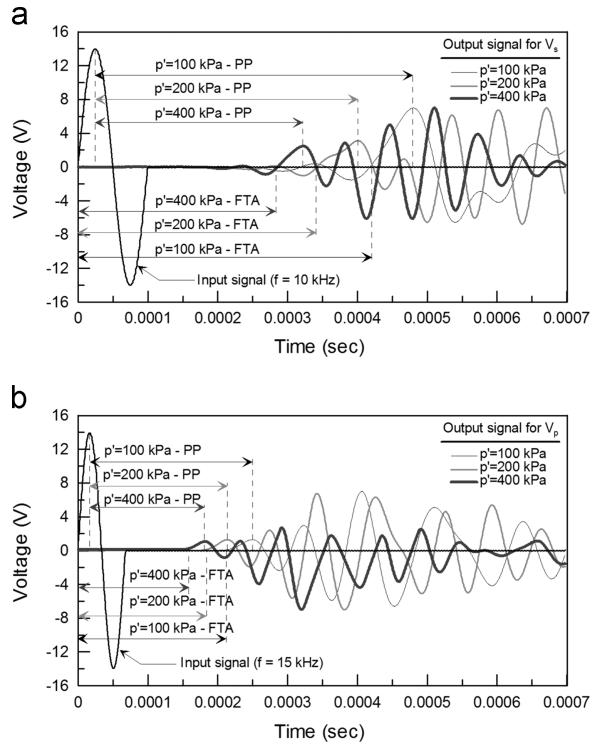 a
16
12
8
4
0
-4
-8
-12
-16
Voltage (V)
p'=100 kPa - PP
p'=200 kPa - PP
p'=400 kPa - PP
p'=400 kPa - FTA
p'=200 kPa - FTA
p'=100 kPa - FTA
Input signal (f = 10 kHz)
Output signal for Vs
p'=100 kPa
p'=200 kPa
p'=400 kPa
0 0.0001 0.0002 0.0003 0.0004 0.0005 0.0006 0.0007
Time (sec)
b
16
12
8
4
0
-4
-8
-12
-16
Voltage (V)
p'=100 kPa - PP
p'=200 kPa - PP
p'=400 kPa - PP
p'=400 kPa - FTA
p'=200 kPa - FTA
p'=100 kPa - FTA
Input signal (f = 15 kHz)
Output signal for Vp
p'=100 kPa
p'=200 kPa
p'=400 kPa
0 0.0001 0.0002 0.0003 0.0004 0.0005 0.0006 0.0007
Time (sec)